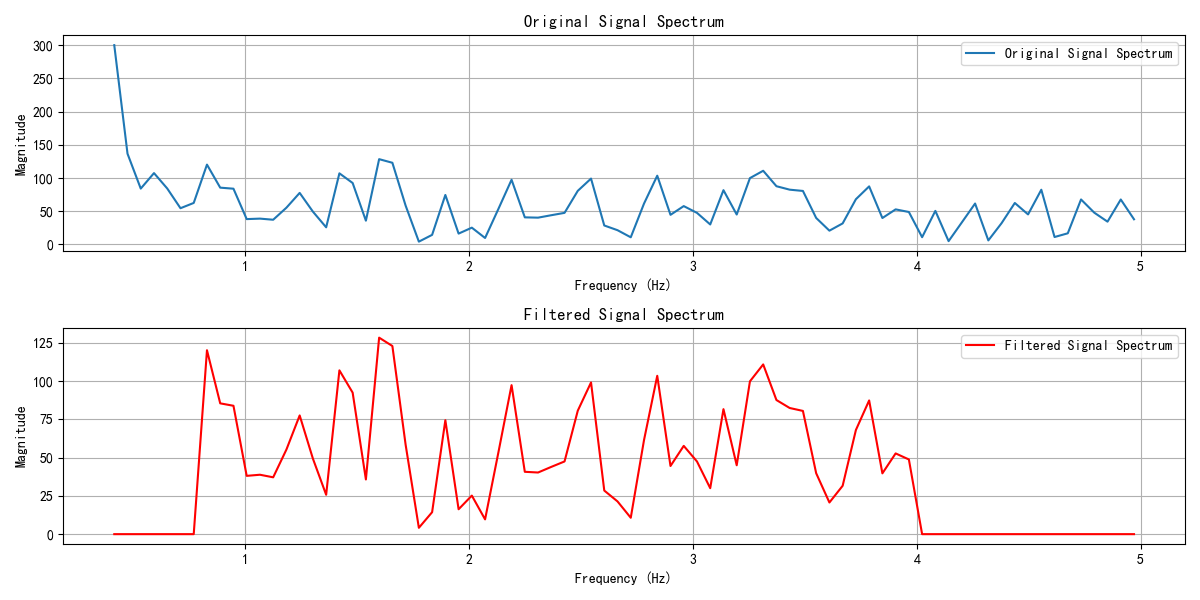 Original Signal Spectrum
300
250
200
150
100
50
0
Magnitude
Original Signal Spectrum
1
2
3
4
5
Frequency (Hz)
Filtered Signal Spectrum
125
100
75
50
25
0
Magnitude
Filtered Signal Spectrum
1
2
3
4
5
Frequency (Hz)